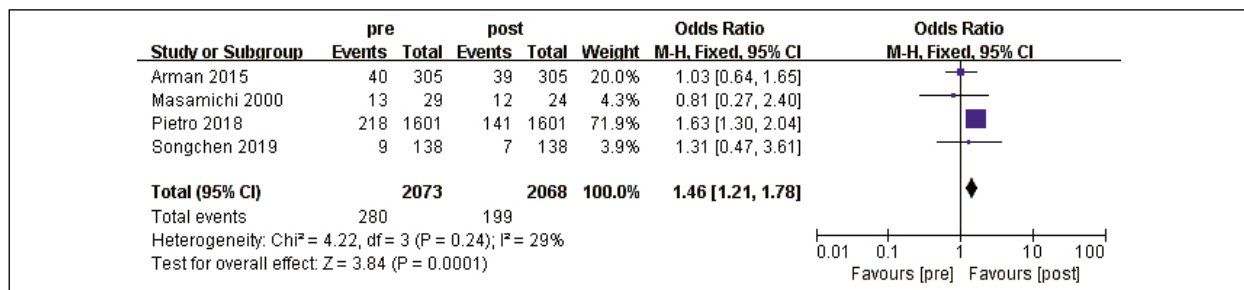 pre post Odds Ratio Odds Ratio
Study or Subgroup Events Total Events Total Weight M-H, Fixed, 95% CI M-H, Fixed, 95% CI
Arman 2015 40 305 39 305 20.0% 1.03 [0.64, 1.65]
Masamichi 2000 13 29 12 24 4.3% 0.81 [0.27, 2.40]
Pietro 2018 218 1601 141 1601 71.9% 1.63 [1.30, 2.04]
Songchen 2019 9 138 7 138 3.9% 1.31 [0.47, 3.61]
Total (95% CI) 2073 2068 100.0% 1.46 [1.21, 1.78]
Total events 280 199
Heterogeneity: Chi² = 4.22, df = 3 (P = 0.24); I² = 29%
Test for overall effect: Z = 3.84 (P = 0.0001)
0.01 0.1 1 10 100
Favours [pre] Favours [post]